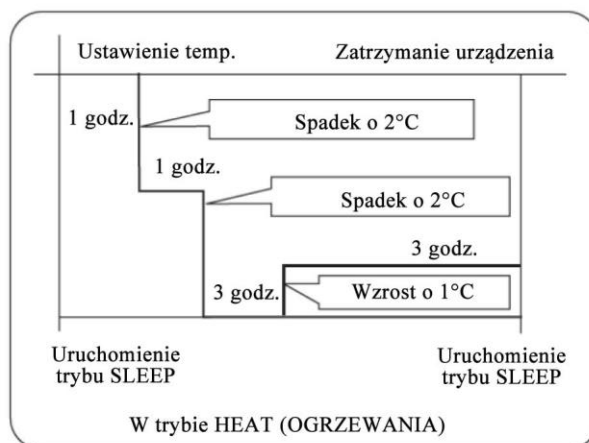 Ustawienie temp. Zatrzymanie urządzenia
1 godz. Spadek o 2°C
1 godz.
Spadek o 2°C
3 godz.
3 godz. Wzrost o 1°C
Uruchomienie
trybu SLEEP
Uruchomienie
trybu SLEEP
W trybie HEAT (OGRZEWANIA)